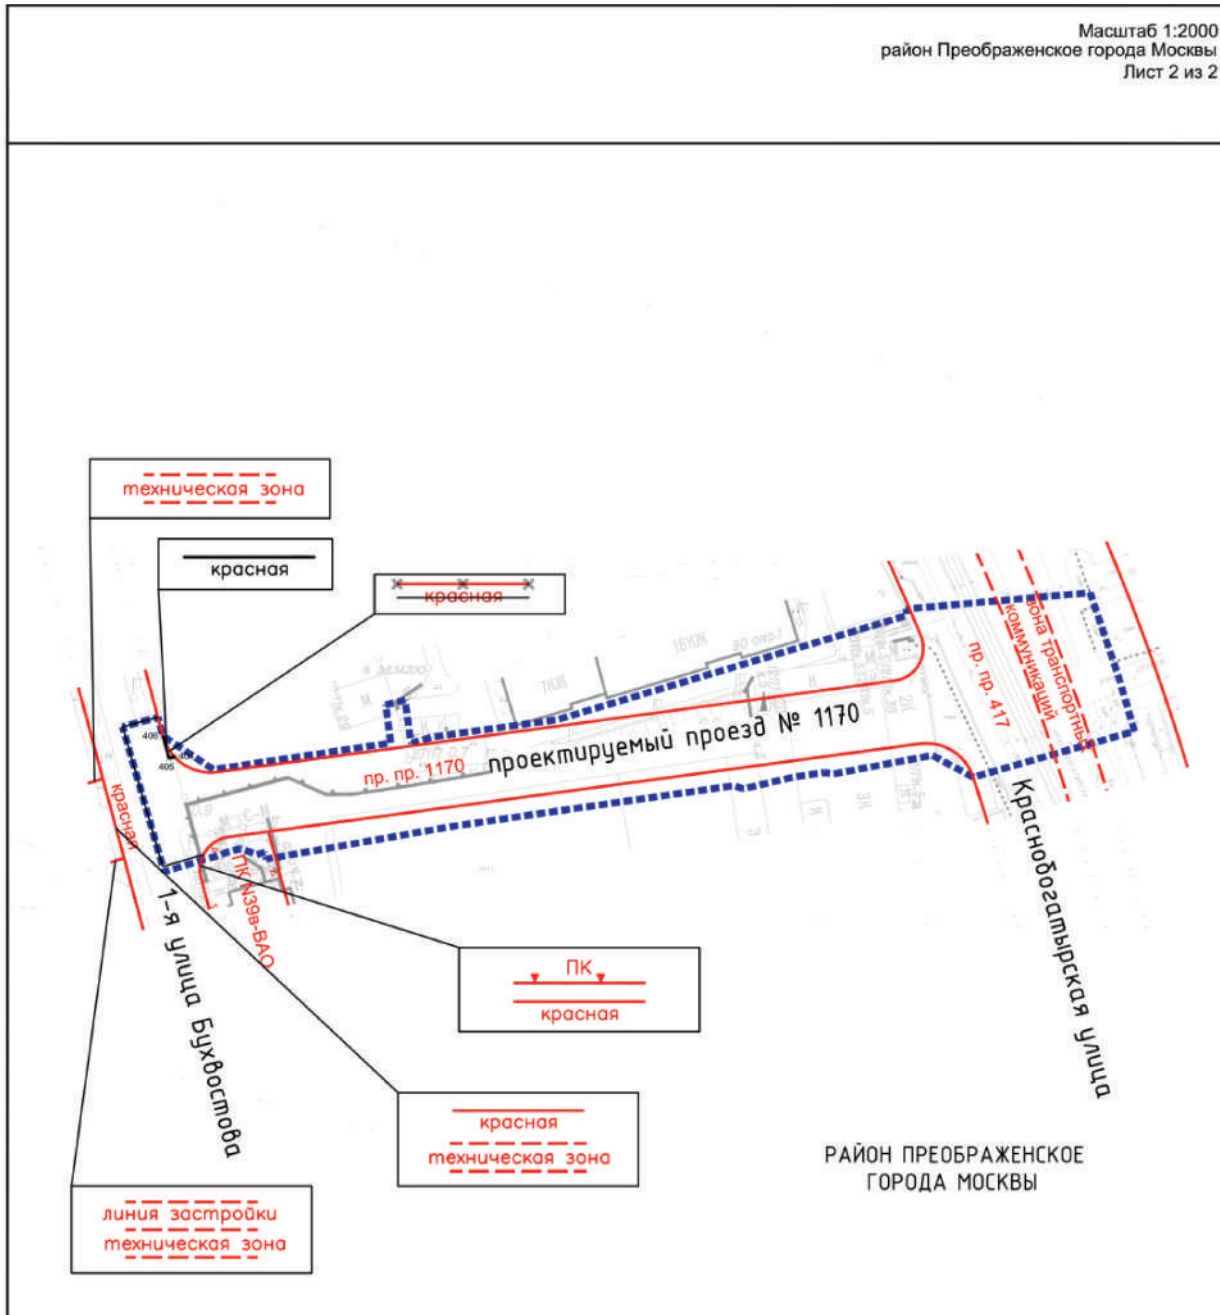 Масштаб 1:2000
район Преображенское города Москвы
Лист 2 из 2
техническая зона
красная
красная
зона транспортных
коммуникаций
пр. пр. 417
проектируемый проезд № 1170
пр. пр. 1170
406
405
красная
ПК N39в-ВАО
1-я улица Бухвостова
Краснобогатырская улица
ПК
красная
красная
техническая зона
линия застройки
техническая зона
РАЙОН ПРЕОБРАЖЕНСКОЕ
ГОРОДА МОСКВЫ